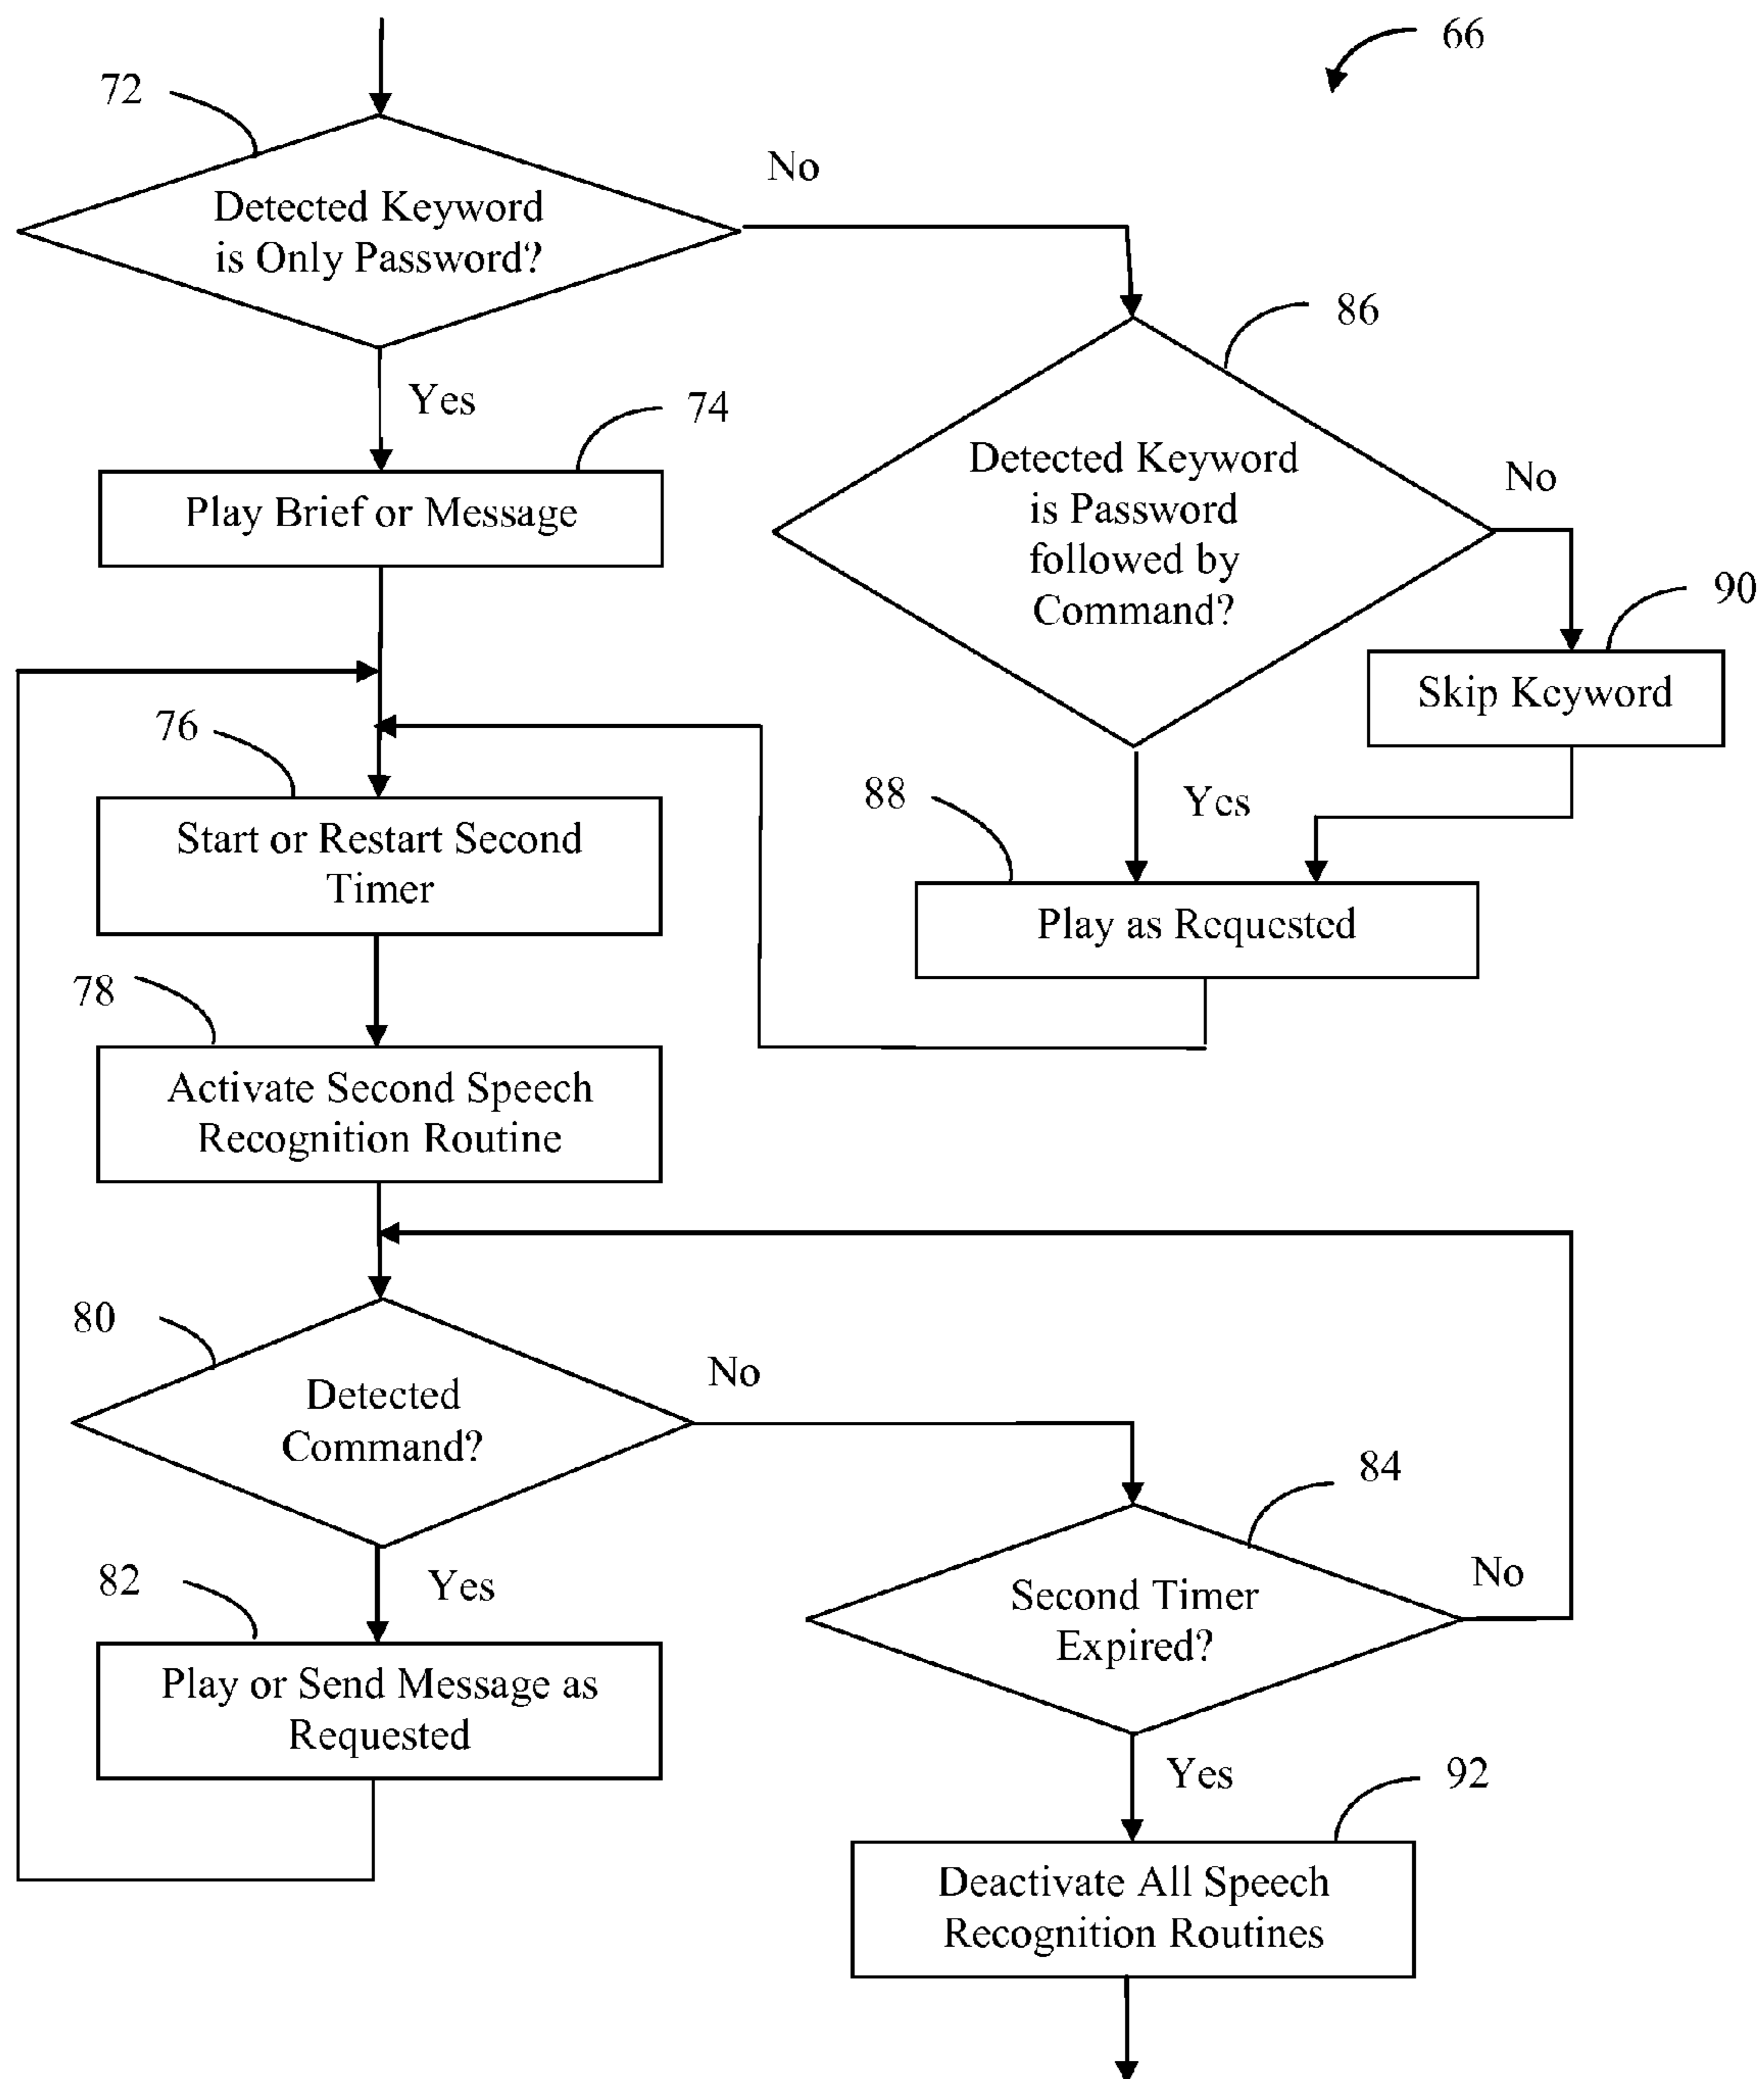 66
72
No
Detected Keyword
is Only Password?
86
Yes
74
Detected Keyword
is Password
followed by
Command?
No
Play Brief or Message
90
Skip Keyword
76
88
Yes
Start or Restart Second
Timer
Play as Requested
78
Activate Second Speech
Recognition Routine
80
No
Detected
Command?
84
82
Yes
Second Timer
Expired?
No
Play or Send Message as
Requested
Yes
92
Deactivate All Speech
Recognition Routines